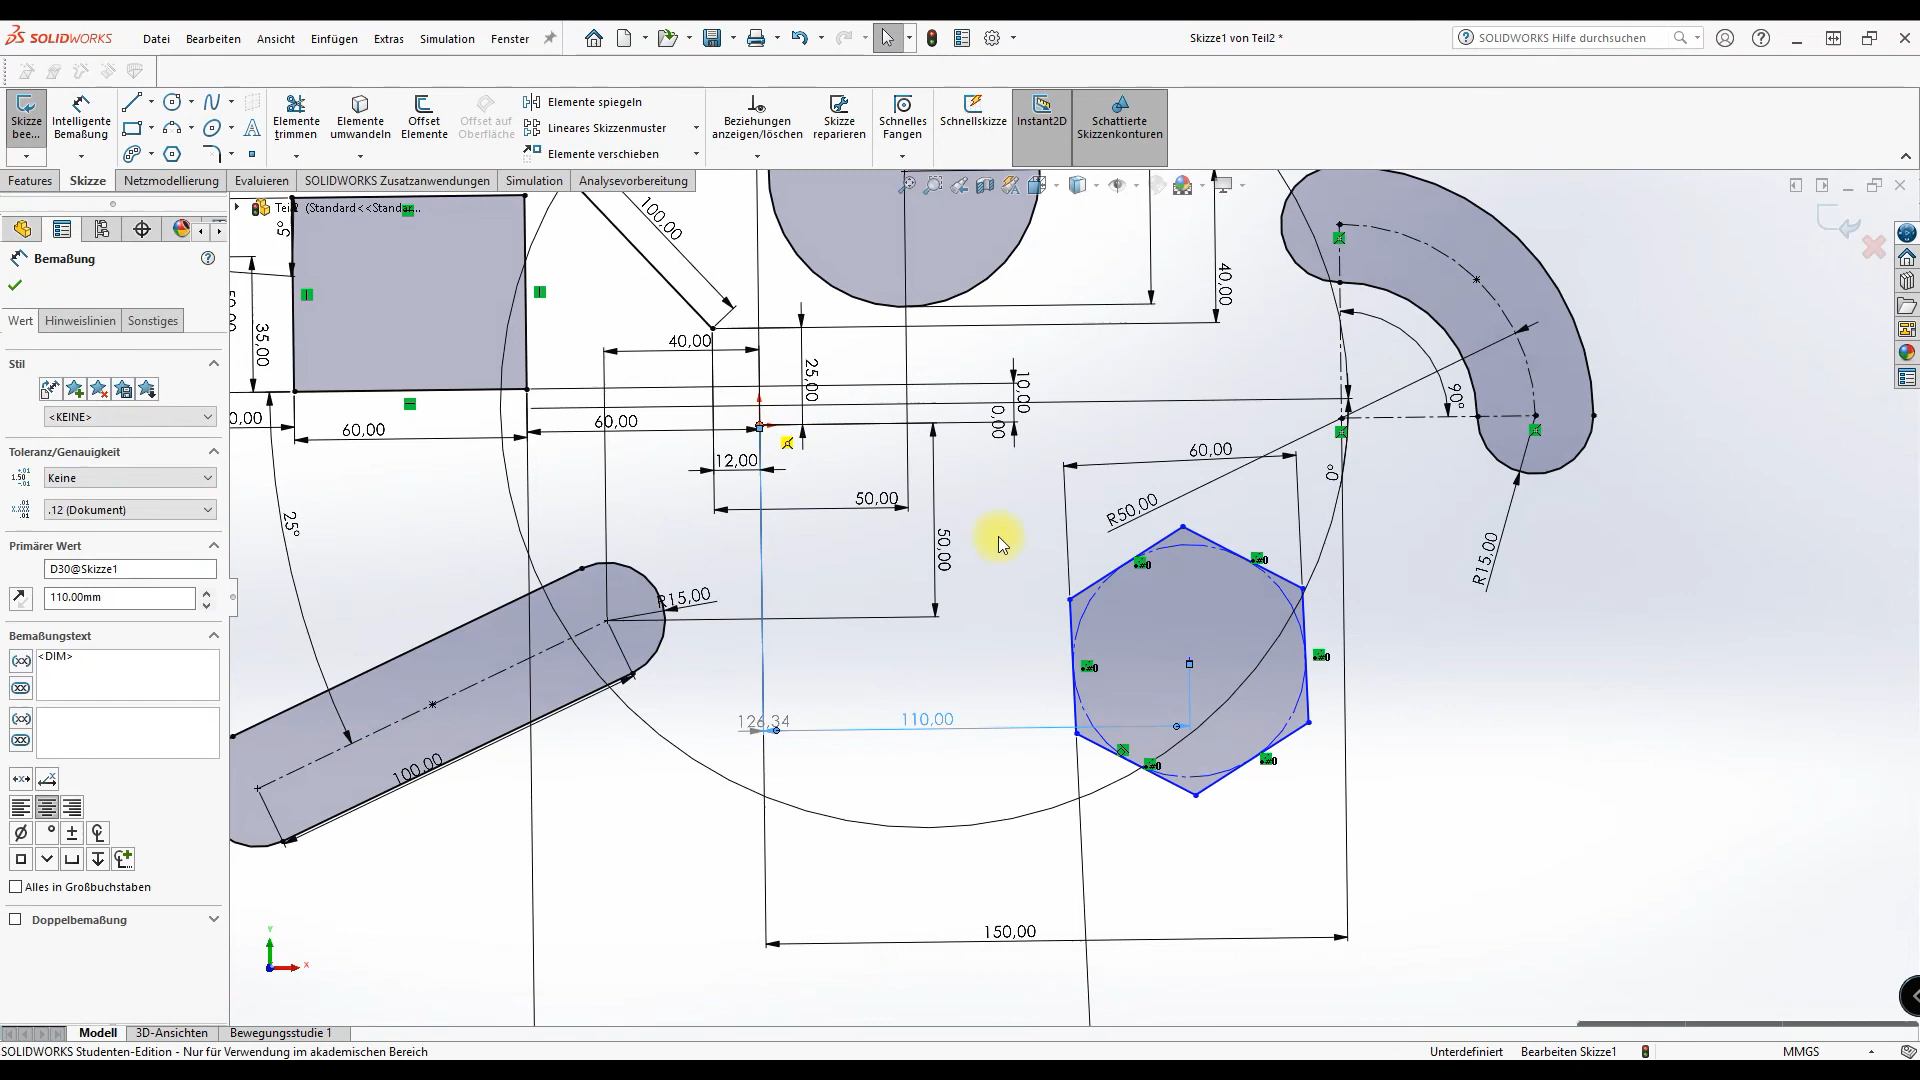 SOLIDWORKS
Datei
Bearbeiten
Ansicht
Einfügen
Extras
Simulation
Fenster
Skizze1 von Teil2 *
SOLIDWORKS Hilfe durchsuchen
Skizze
bee...
Intelligente
Bemaßung
Elemente
trimmen
Elemente
umwandeln
Offset
Elemente
Offset auf
Oberfläche
Elemente spiegeln
Lineares Skizzenmuster
Elemente verschieben
Beziehungen
anzeigen/löschen
Skizze
reparieren
Schnelles
Fangen
Schnellskizze
Instant2D
Schattierte
Skizzenkonturen
Features
Skizze
Netzmodellierung
Evaluieren
SOLIDWORKS Zusatzanwendungen
Simulation
Analysevorbereitung
(Standard<<Standar...
Bemaßung
Wert
Hinweislinien
Sonstiges
Stil
<KEINE>
Toleranz/Genauigkeit
Keine
.12 (Dokument)
Primärer Wert
D30@Skizze1
110.00mm
Bemaßungstext
<DIM>
Alles in Großbuchstaben
Doppelbemaßung
5°
35,00
0,00
60,00
25°
100,00
40,00
60,00
12,00
25,00
50,00
10,00
0,00
50,00
40,00
R15,00
100,00
126,34
110,00
150,00
60,00
R50,00
90°
0°
R15,00
Y
X
Modell
3D-Ansichten
Bewegungsstudie 1
SOLIDWORKS Studenten-Edition - Nur für Verwendung im akademischen Bereich
Unterdefiniert
Bearbeiten Skizze1
MMGS